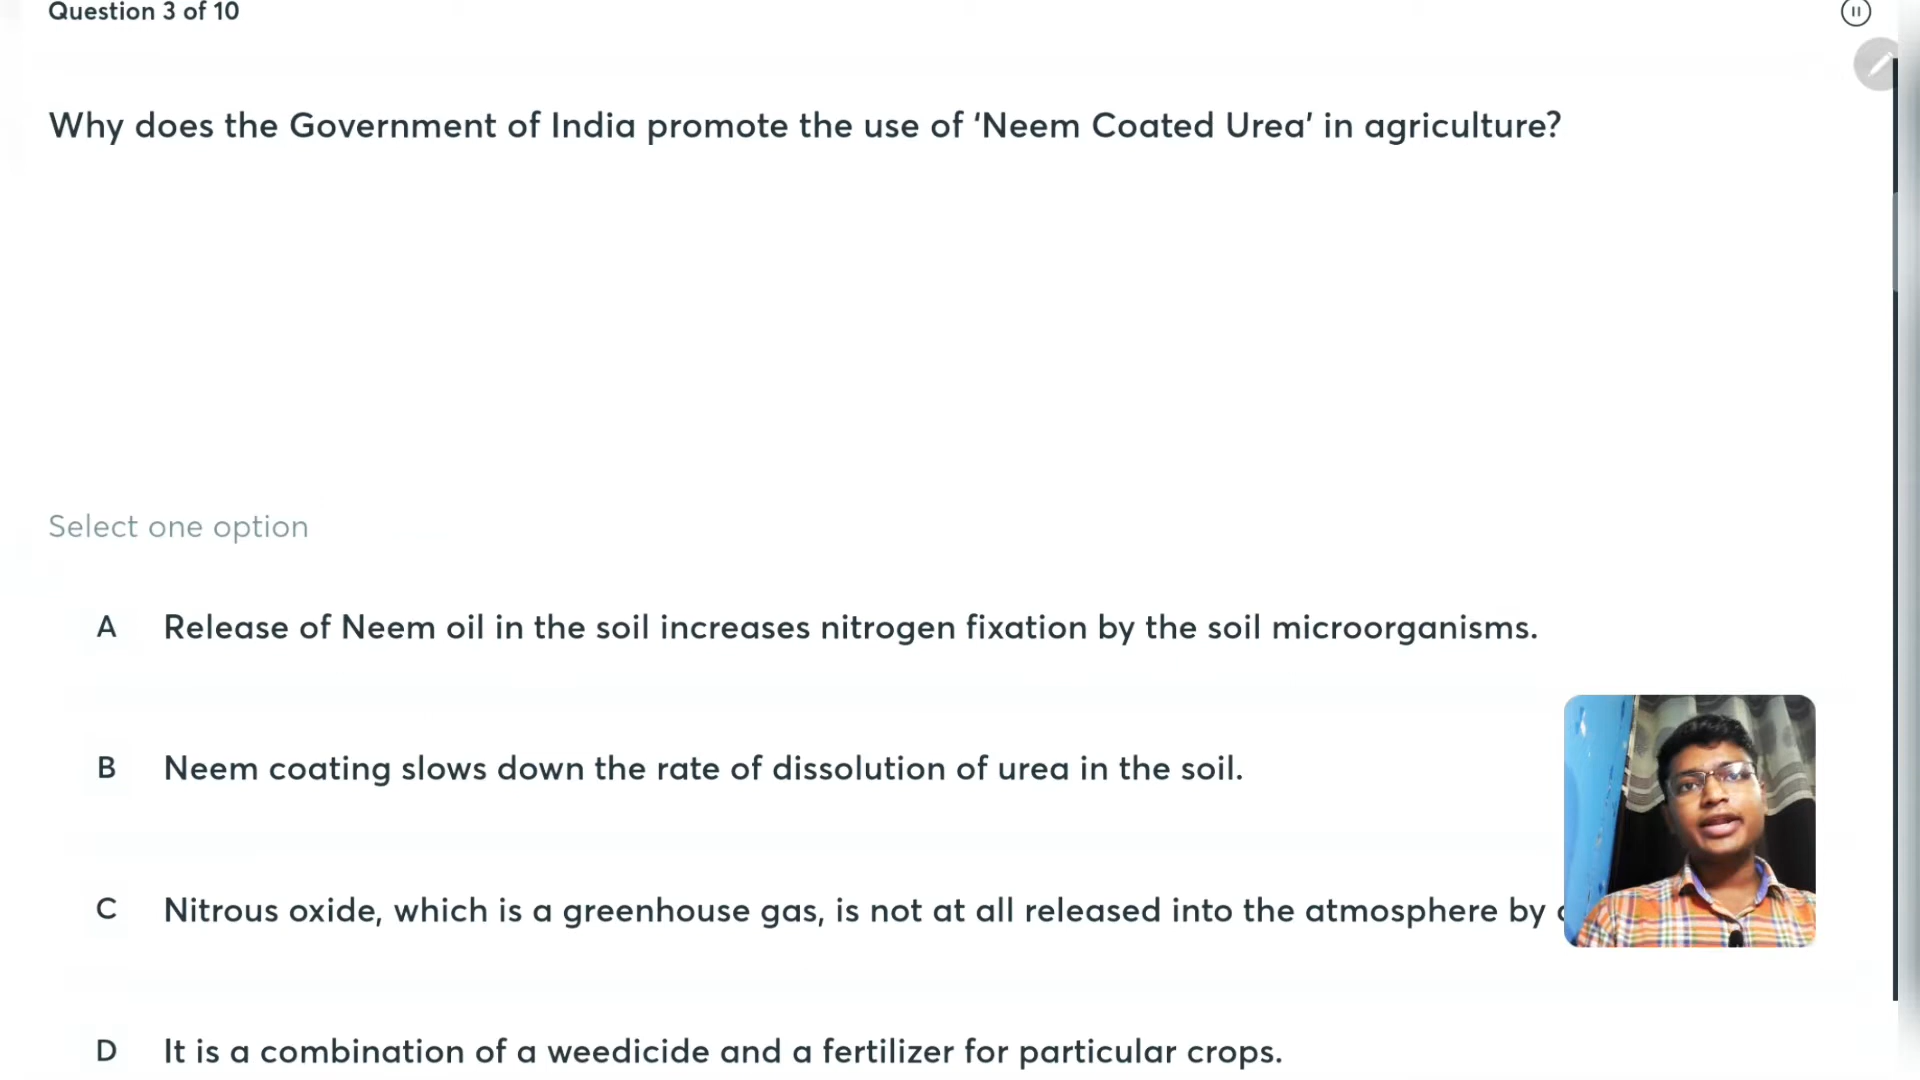 Question 3 of 10
Why does the Government of India promote the use of ‘Neem Coated Urea’ in agriculture?
Select one option
A Release of Neem oil in the soil increases nitrogen fixation by the soil microorganisms.
B Neem coating slows down the rate of dissolution of urea in the soil.
C Nitrous oxide, which is a greenhouse gas, is not at all released into the atmosphere by
D It is a combination of a weedicide and a fertilizer for particular crops.